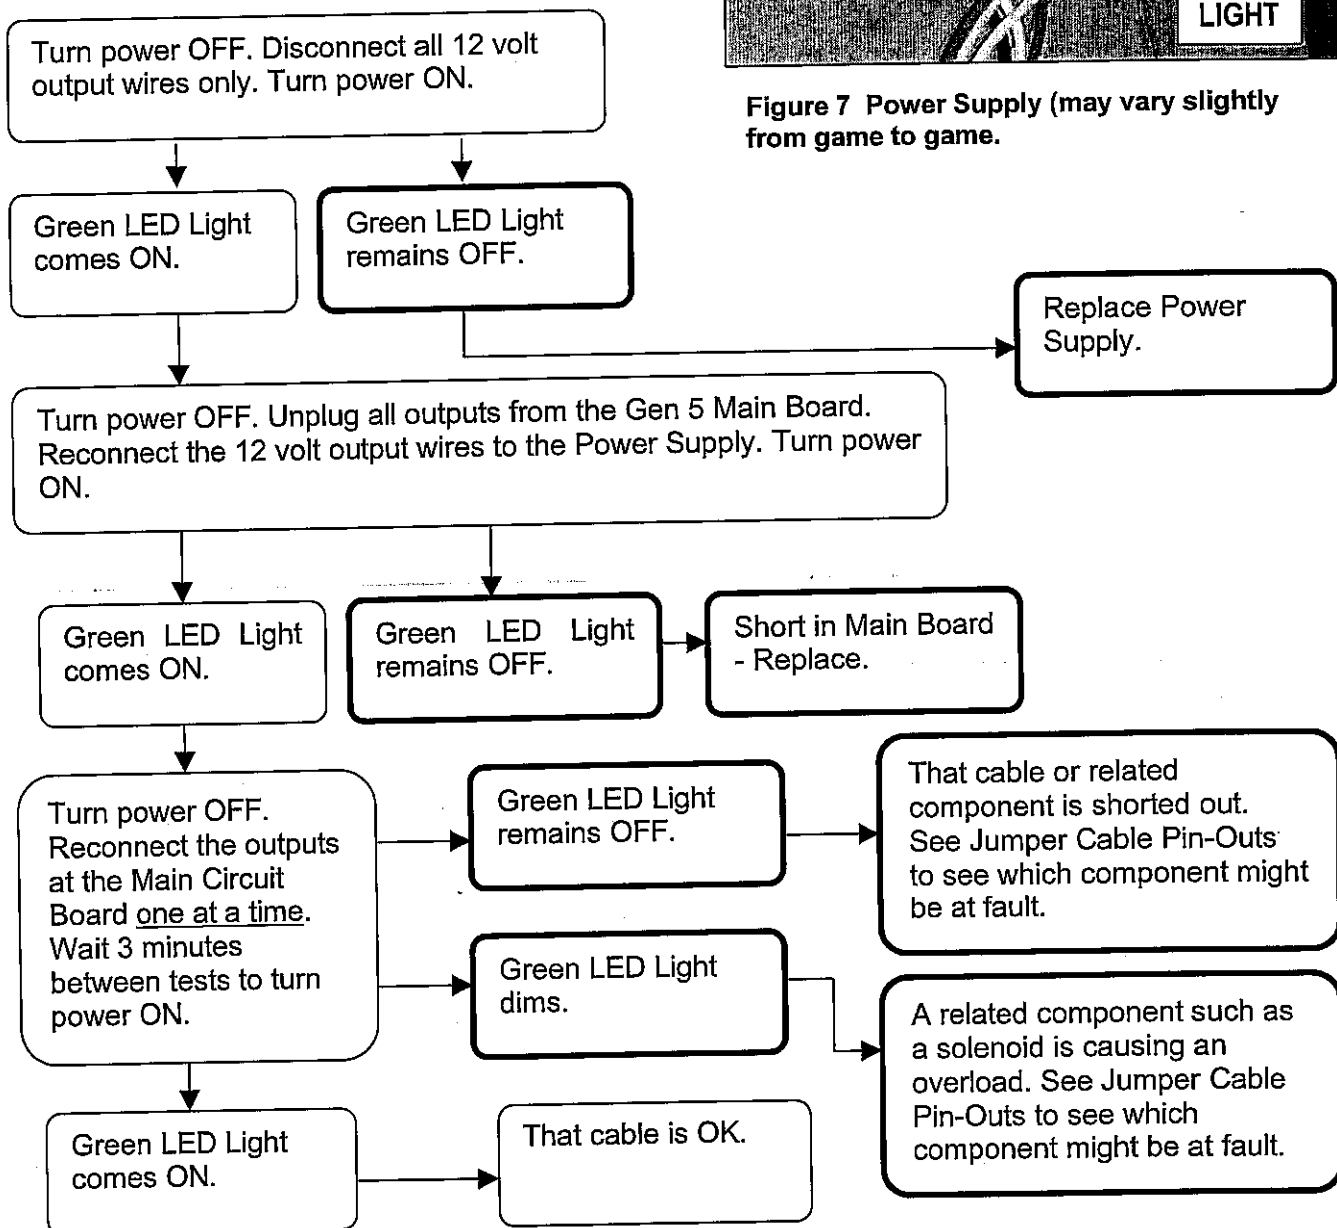 LIGHT
Figure 7 Power Supply (may vary slightly
from game to game.
Turn power OFF. Disconnect all 12 volt
output wires only. Turn power ON.
Green LED Light
comes ON.
Green LED Light
remains OFF.
Replace Power
Supply.
Turn power OFF. Unplug all outputs from the Gen 5 Main Board.
Reconnect the 12 volt output wires to the Power Supply. Turn power
ON.
Green LED Light
comes ON.
Green LED Light
remains OFF.
Short in Main Board
- Replace.
Turn power OFF.
Reconnect the outputs
at the Main Circuit
Board one at a time.
Wait 3 minutes
between tests to turn
power ON.
Green LED Light
remains OFF.
That cable or related
component is shorted out.
See Jumper Cable Pin-Outs
to see which component might
be at fault.
Green LED Light
dims.
A related component such as
a solenoid is causing an
overload. See Jumper Cable
Pin-Outs to see which
component might be at fault.
Green LED Light
comes ON.
That cable is OK.